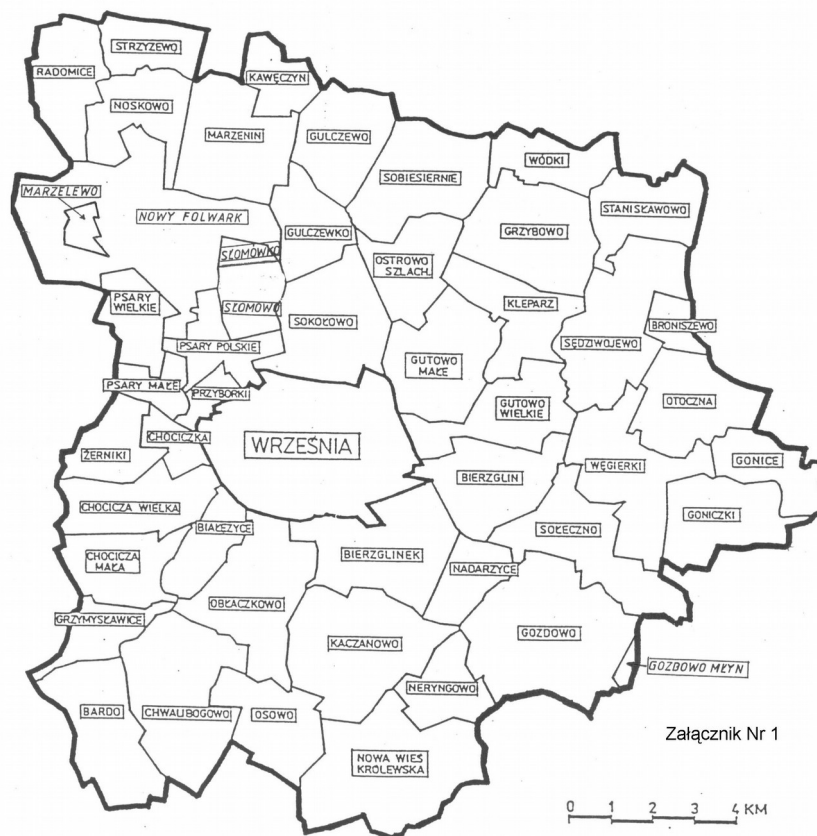 STRZYŻEWO
RADOMICE
KAWĘCZYN
NOSKOWO
MARZENIN
GULCZEWO
WÓDKI
SOBIESIERNIE
MARZELEWO
NOWY FOLWARK
STANISŁAWOWO
GULCZEWKO
GRZYBOWO
SŁOMÓWKO
OSTROWO
SZLACH.
PSARY
WIELKIE
SŁOMOWO
KLEPARZ
SOKOŁOWO
BRONISZEWO
PSARY POLSKIE
SĘDZIWOJEWO
GUTOWO
MAŁE
PSARY MAŁE
PRZYBORKI
OTOCZNA
GUTOWO
WIELKIE
CHOCICZKA
WRZEŚNIA
ŻERNIKI
GONICE
WĘGIERKI
BIERZGLIN
CHOCICZA WIELKA
GONICZKI
BIAŁĘŻYCE
SOŁECZNO
BIERZGLINEK
CHOCICZA
MAŁA
NADARZYCE
OBŁACZKOWO
GRZYMYSŁAWICE
GOZDOWO
KACZANOWO
GOZDOWO MŁYN
NERYNGOWO
BARDO
CHWALIBOGOWO
OSOWO
Załącznik Nr 1
NOWA WIEŚ
KRÓLEWSKA
0 1 2 3 4 KM